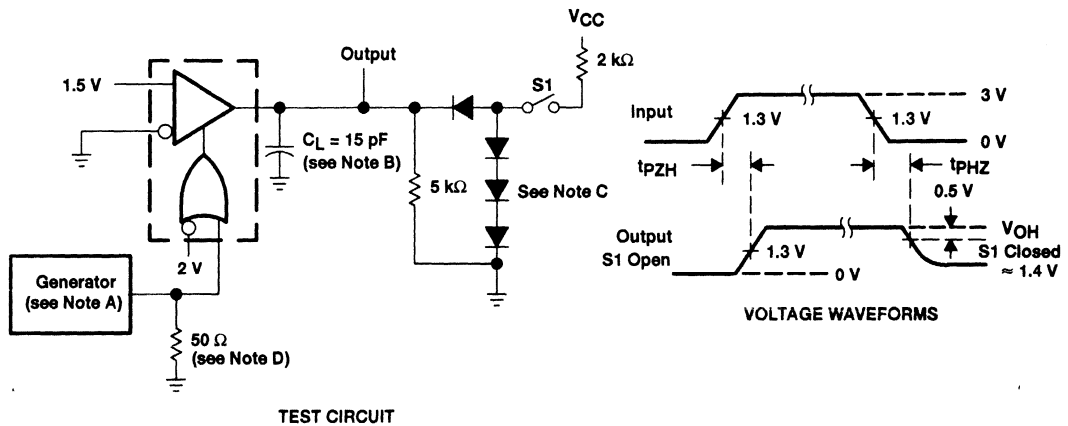 VCC
2 kΩ
Output
S1
1.5 V
CL = 15 pF
(see Note B)
5 kΩ
See Note C
2 V
Generator
(see Note A)
50 Ω
(see Note D)
TEST CIRCUIT
Input
1.3 V
1.3 V
3 V
0 V
tPZH
tPHZ
0.5 V
Output
S1 Open
1.3 V
0 V
VOH
S1 Closed
≈ 1.4 V
VOLTAGE WAVEFORMS